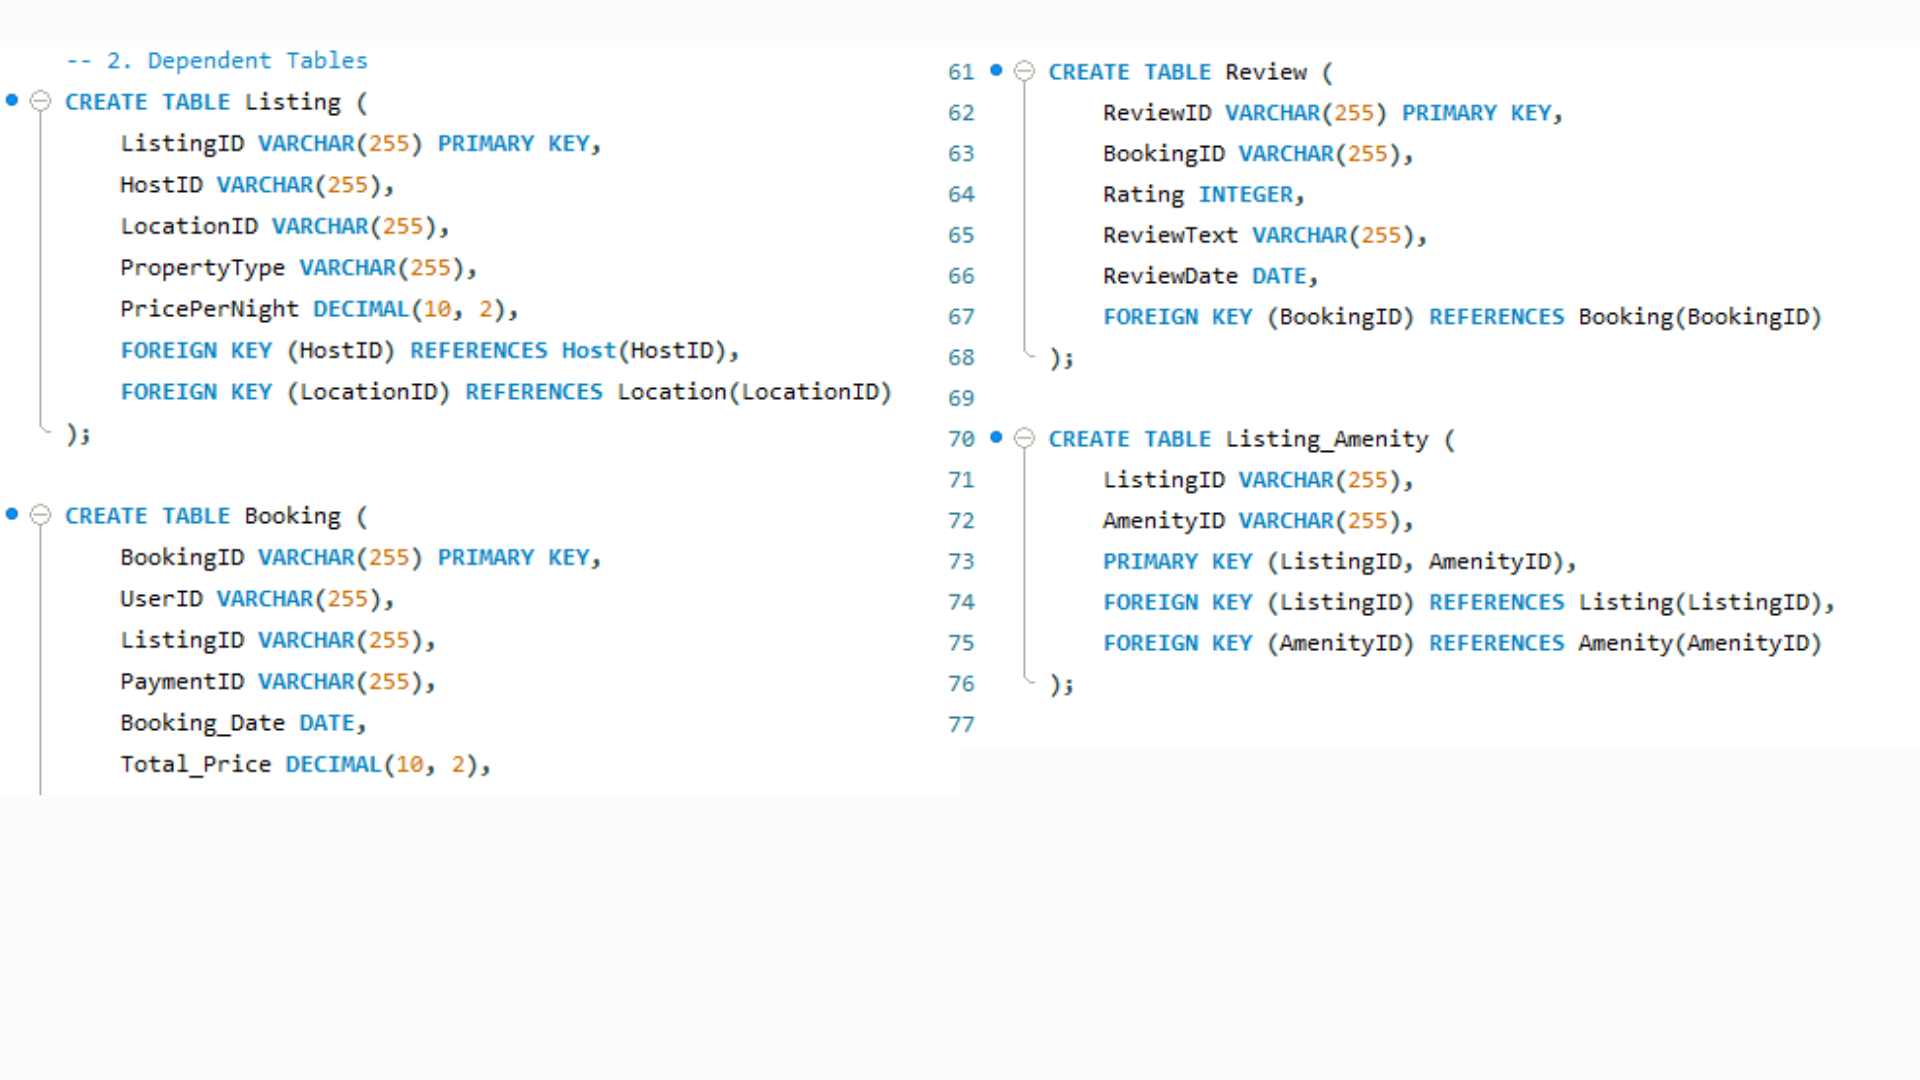 -- 2. Dependent Tables
CREATE TABLE Listing (
ListingID VARCHAR(255) PRIMARY KEY,
HostID VARCHAR(255),
LocationID VARCHAR(255),
PropertyType VARCHAR(255),
PricePerNight DECIMAL(10, 2),
FOREIGN KEY (HostID) REFERENCES Host(HostID),
FOREIGN KEY (LocationID) REFERENCES Location(LocationID)
);
CREATE TABLE Booking (
BookingID VARCHAR(255) PRIMARY KEY,
UserID VARCHAR(255),
ListingID VARCHAR(255),
PaymentID VARCHAR(255),
Booking_Date DATE,
Total_Price DECIMAL(10, 2),
61 CREATE TABLE Review (
62 ReviewID VARCHAR(255) PRIMARY KEY,
63 BookingID VARCHAR(255),
64 Rating INTEGER,
65 ReviewText VARCHAR(255),
66 ReviewDate DATE,
67 FOREIGN KEY (BookingID) REFERENCES Booking(BookingID)
68 );
69
70 CREATE TABLE Listing_Amenity (
71 ListingID VARCHAR(255),
72 AmenityID VARCHAR(255),
73 PRIMARY KEY (ListingID, AmenityID),
74 FOREIGN KEY (ListingID) REFERENCES Listing(ListingID),
75 FOREIGN KEY (AmenityID) REFERENCES Amenity(AmenityID)
76 );
77